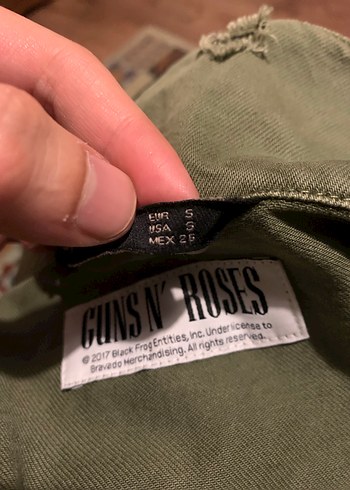 EUR S
USA S
MEX 26
GUNS N' ROSES
© 2017 Black Frog Entities, Inc. Under license to
Bravado Merchandising. All rights reserved.